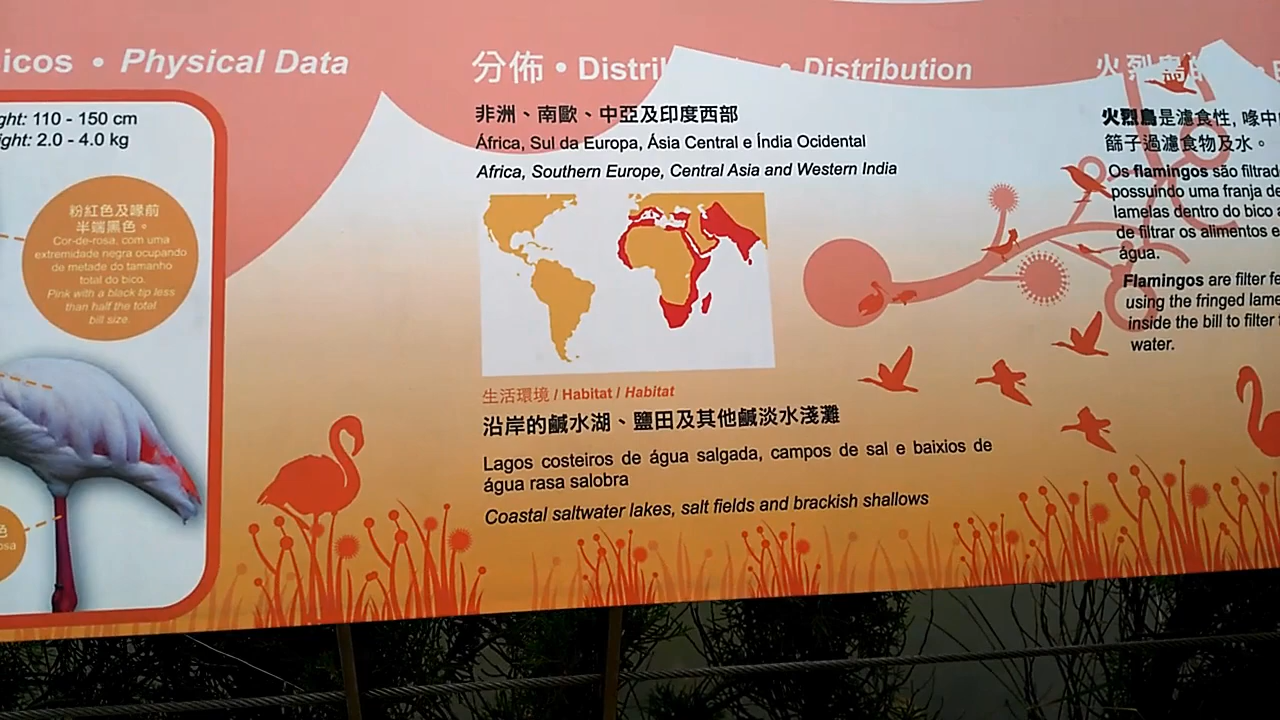 icos • Physical Data
ght: 110 - 150 cm
ight: 2.0 - 4.0 kg
粉紅色及喙前
半端黑色。
Cor-de-rosa, com uma
extremidade negra ocupando
de metade do tamanho
total do bico.
Pink with a black tip less
than half the total
bill size.
色
osa
分佈 • Distri • Distribution
非洲、南歐、中亞及印度西部
África, Sul da Europa, Ásia Central e Índia Ocidental
Africa, Southern Europe, Central Asia and Western India
生活環境 / Habitat / Habitat
沿岸的鹹水湖、鹽田及其他鹹淡水淺灘
Lagos costeiros de água salgada, campos de sal e baixios de
água rasa salobra
Coastal saltwater lakes, salt fields and brackish shallows
火烈鳥
火烈鳥是濾食性, 喙中
篩子過濾食物及水。
Os flamingos são filtrad
possuindo uma franja da
lamelas dentro do bico
de filtrar os alimentos e
água.
Flamingos are filter fe
using the fringed lame
inside the bill to filter
water.